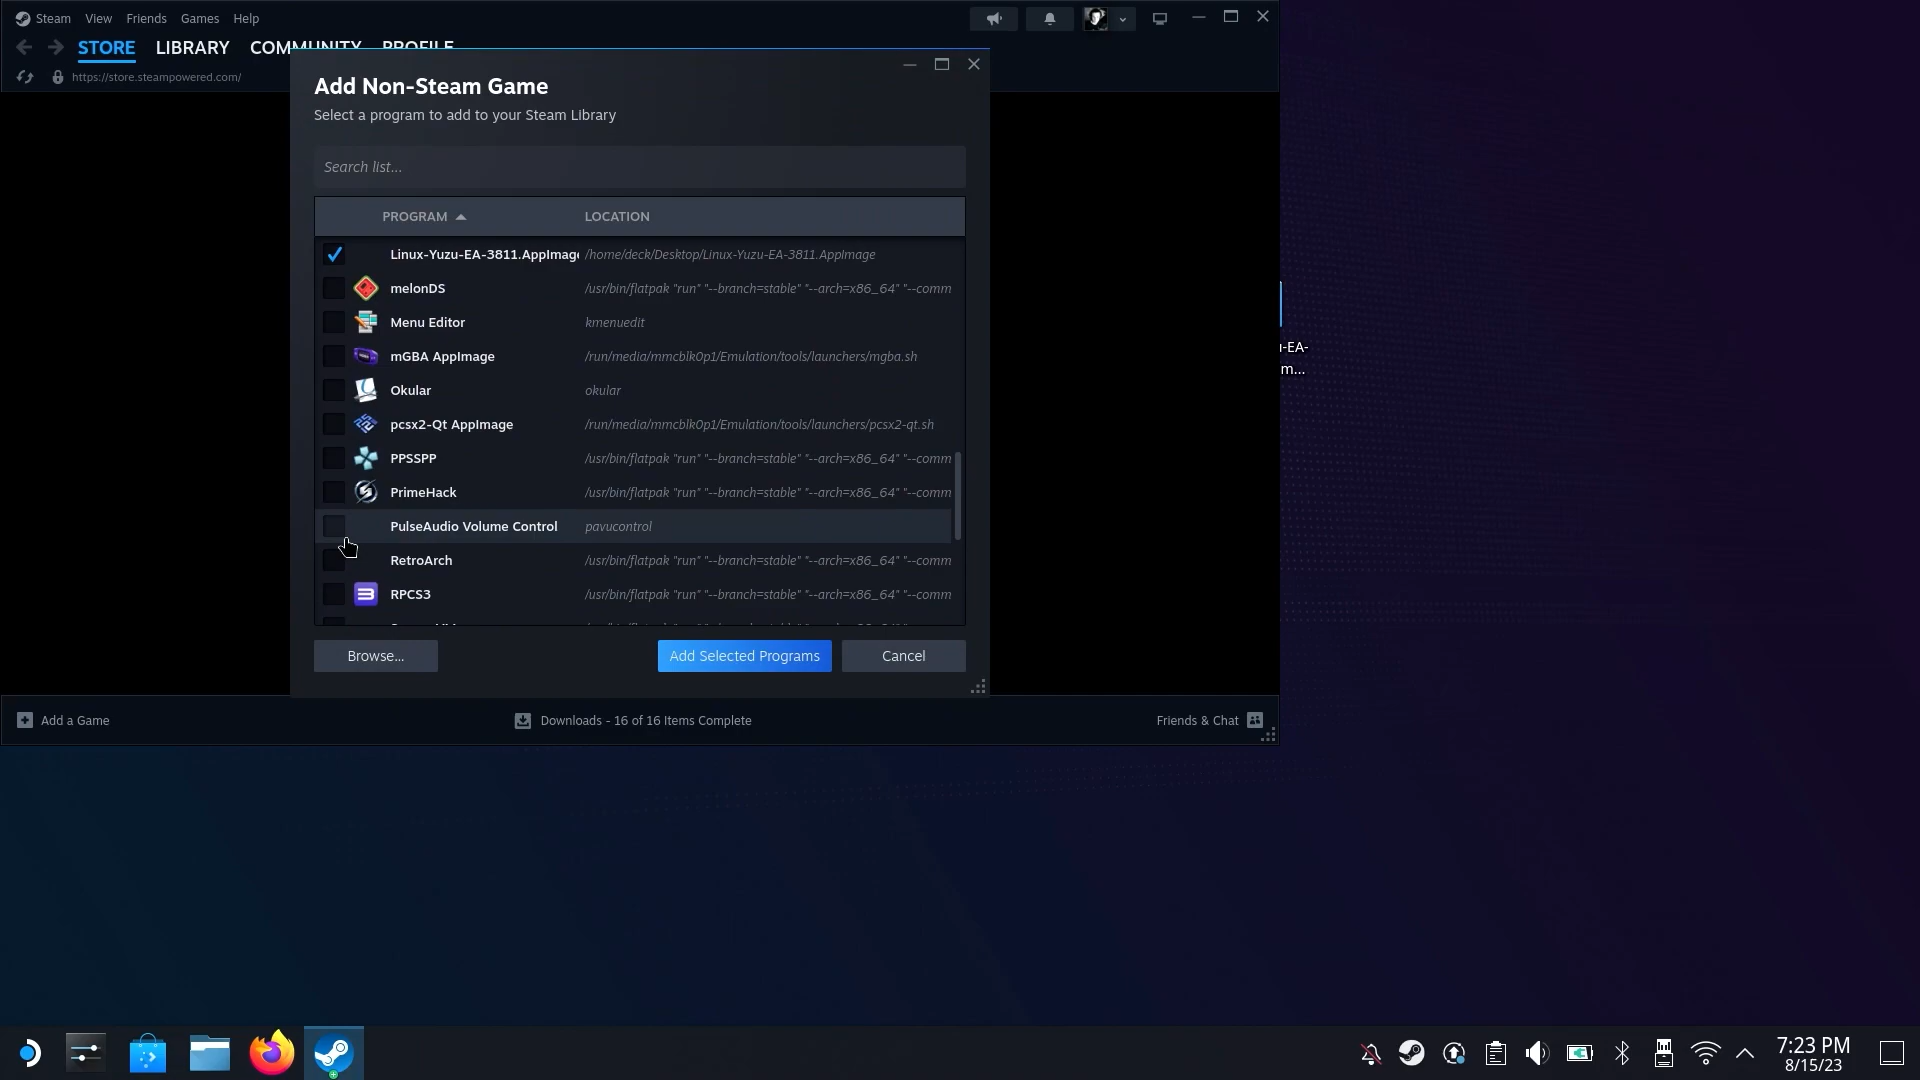 Steam View Friends Games Help
STORE LIBRARY COMMUNITY PROFILE
https://store.steampowered.com/
Add Non-Steam Game
Select a program to add to your Steam Library
Search list...
PROGRAM LOCATION
Linux-Yuzu-EA-3811.AppImage /home/deck/Desktop/Linux-Yuzu-EA-3811.AppImage
melonDS /usr/bin/flatpak "run" "--branch=stable" "--arch=x86_64" "--comm
Menu Editor kmenuedit
mGBA AppImage /run/media/mmcblk0p1/Emulation/tools/launchers/mgba.sh
Okular okular
pcsx2-Qt AppImage /run/media/mmcblk0p1/Emulation/tools/launchers/pcsx2-qt.sh
PPSSPP /usr/bin/flatpak "run" "--branch=stable" "--arch=x86_64" "--comm
PrimeHack /usr/bin/flatpak "run" "--branch=stable" "--arch=x86_64" "--comm
PulseAudio Volume Control pavucontrol
RetroArch /usr/bin/flatpak "run" "--branch=stable" "--arch=x86_64" "--comm
RPCS3 /usr/bin/flatpak "run" "--branch=stable" "--arch=x86_64" "--comm
Browse... Add Selected Programs Cancel
Add a Game Downloads - 16 of 16 Items Complete Friends & Chat
u-EA-
m...
7:23 PM
8/15/23